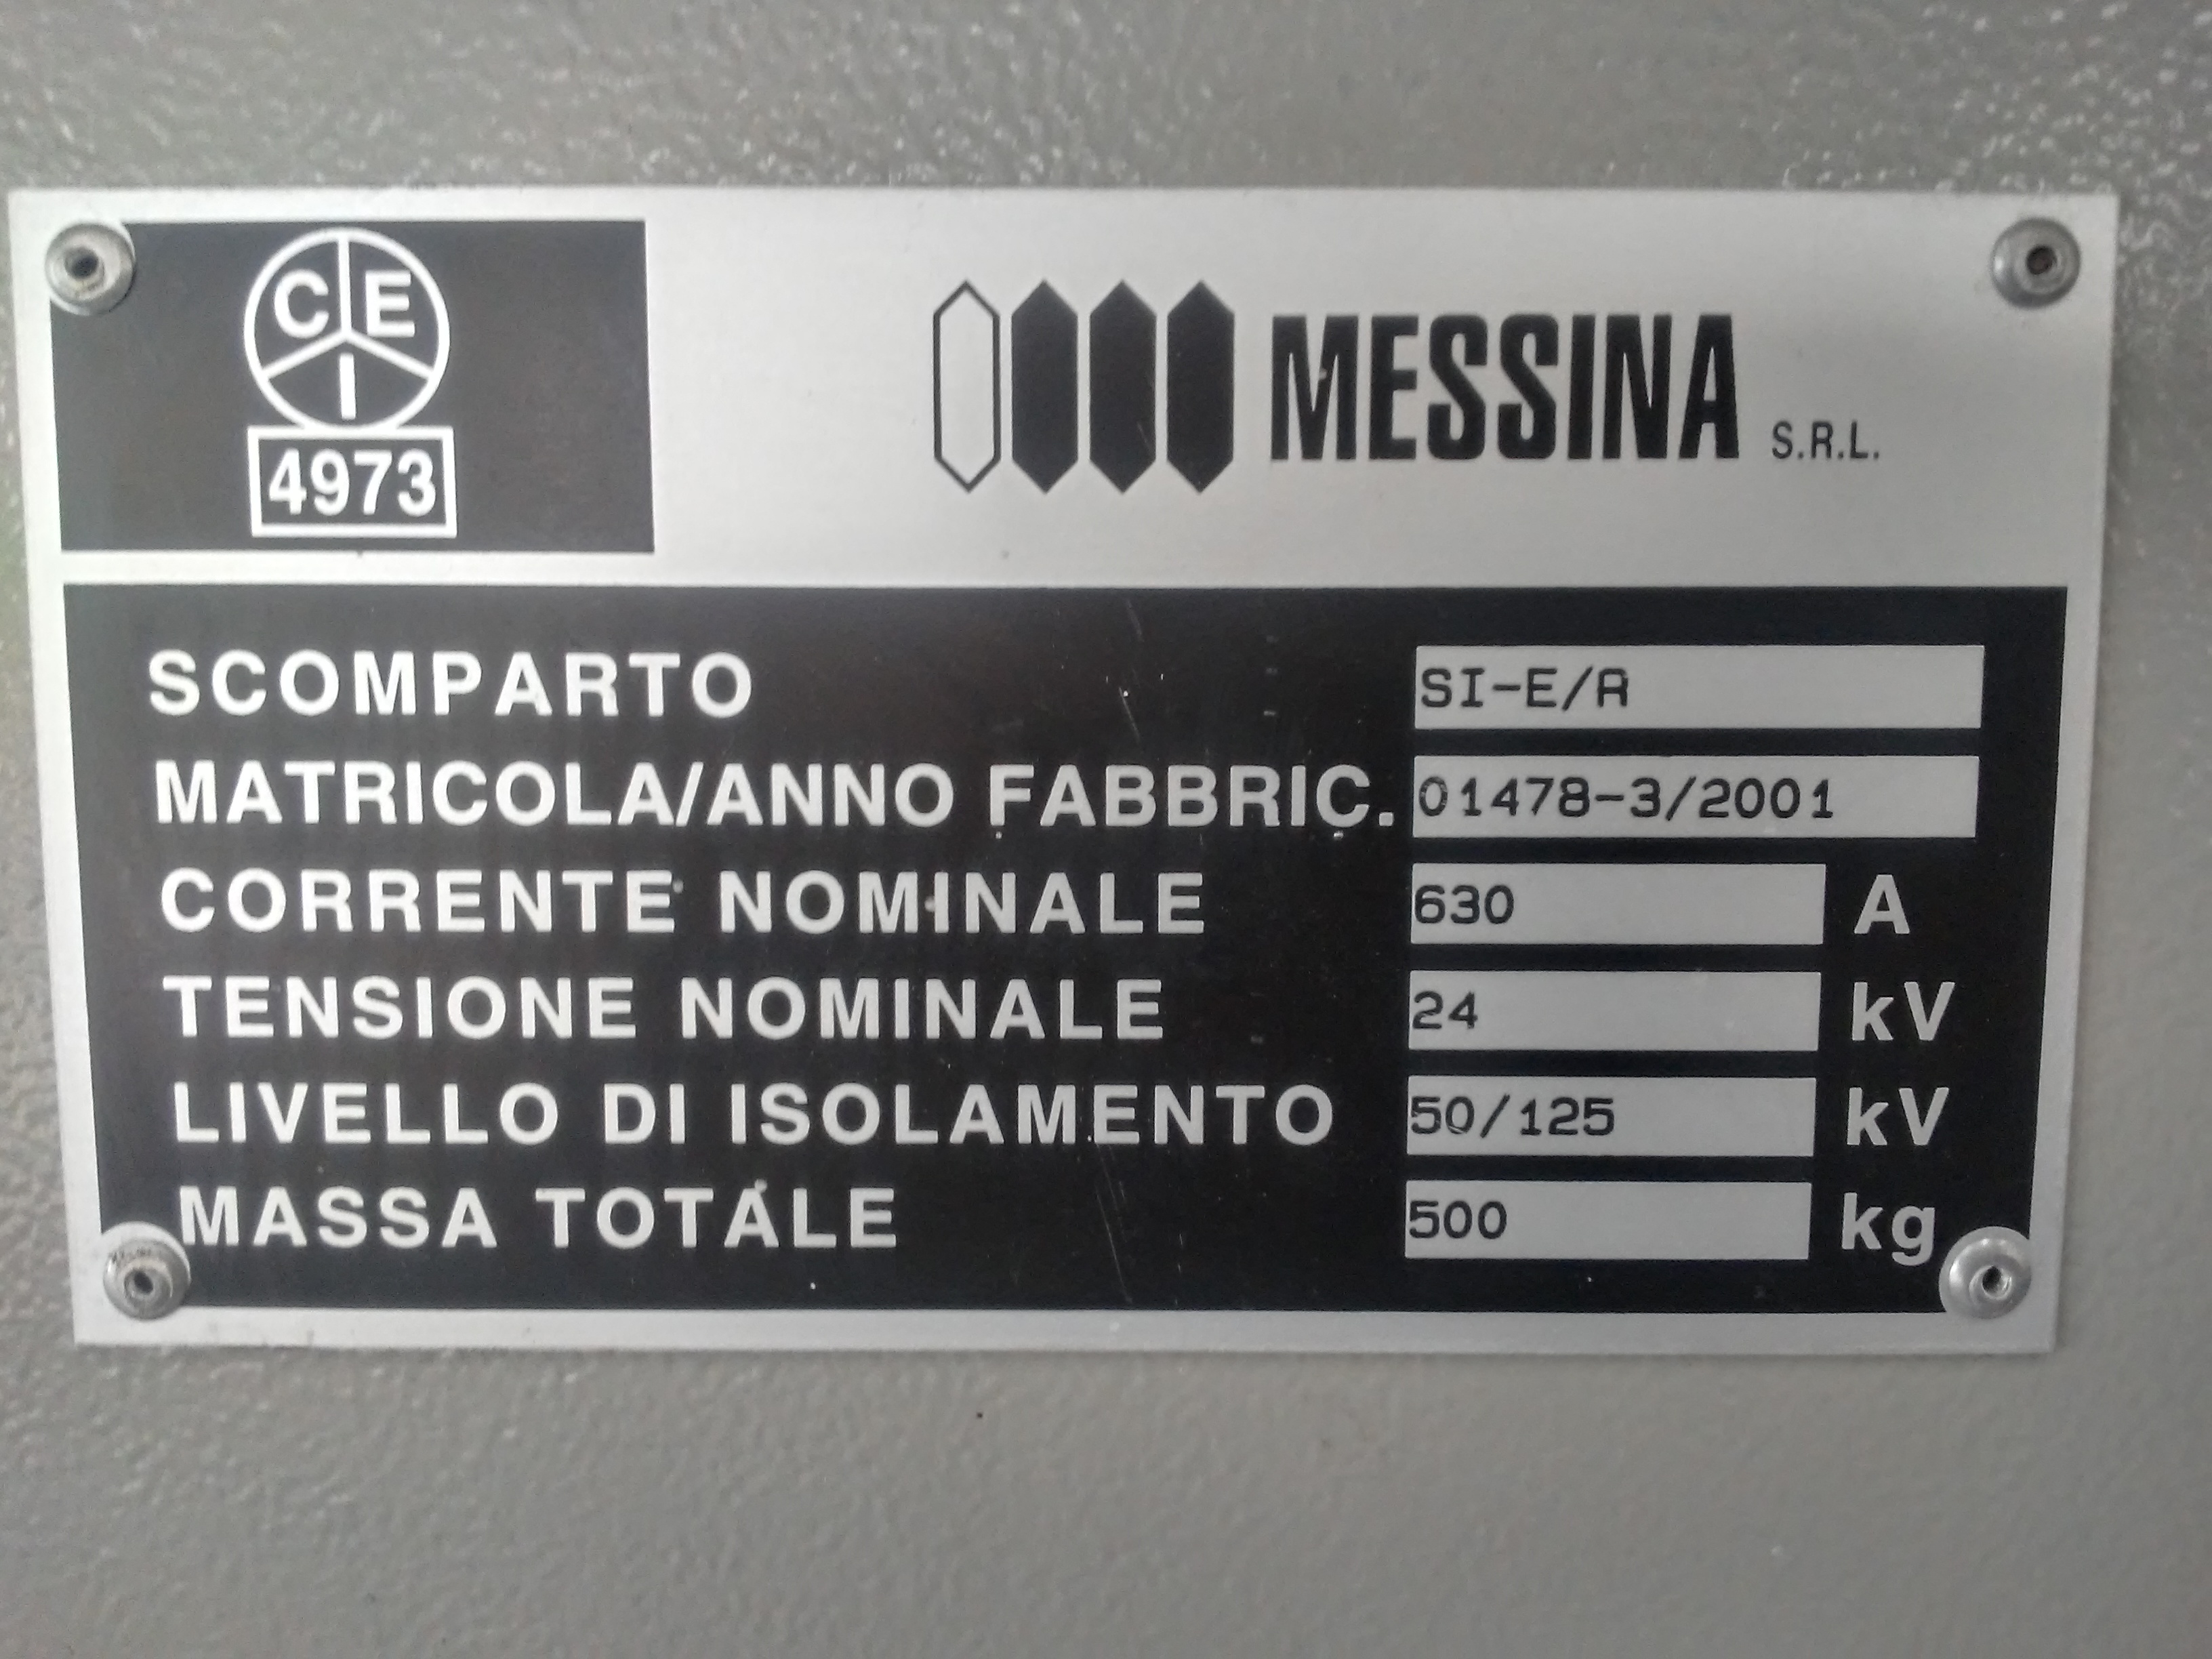 CEI
4973
MESSINA S.R.L.
SCOMPARTO SI-E/R
MATRICOLA/ANNO FABBRIC. 01478-3/2001
CORRENTE NOMINALE 630 A
TENSIONE NOMINALE 24 kV
LIVELLO DI ISOLAMENTO 50/125 kV
MASSA TOTALE 500 kg